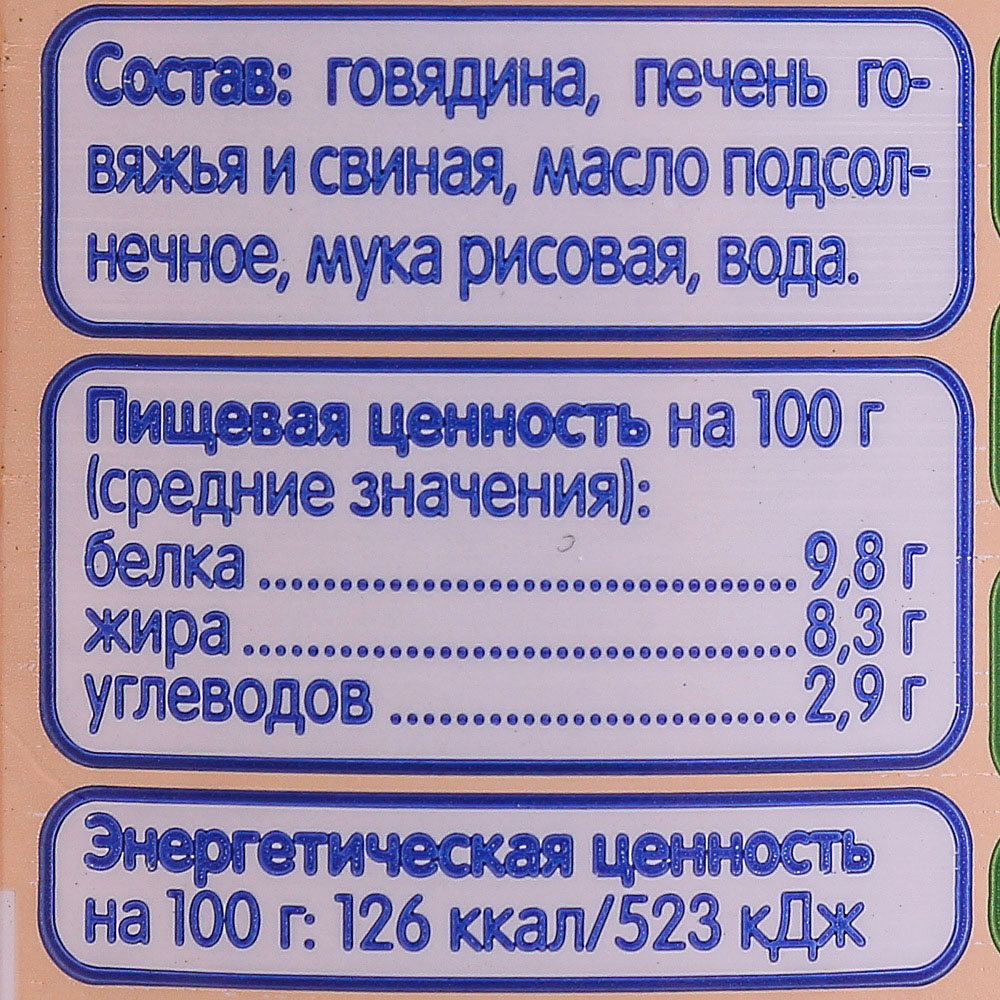 Состав: говядина, печень го-
вяжья и свиная, масло подсол-
нечное, мука рисовая, вода.
Пищевая ценность на 100 г
(средние значения):
белка ........................................ 9,8 г
жира ........................................ 8,3 г
углеводов ........................................ 2,9 г
Энергетическая ценность
на 100 г: 126 ккал/523 кДж